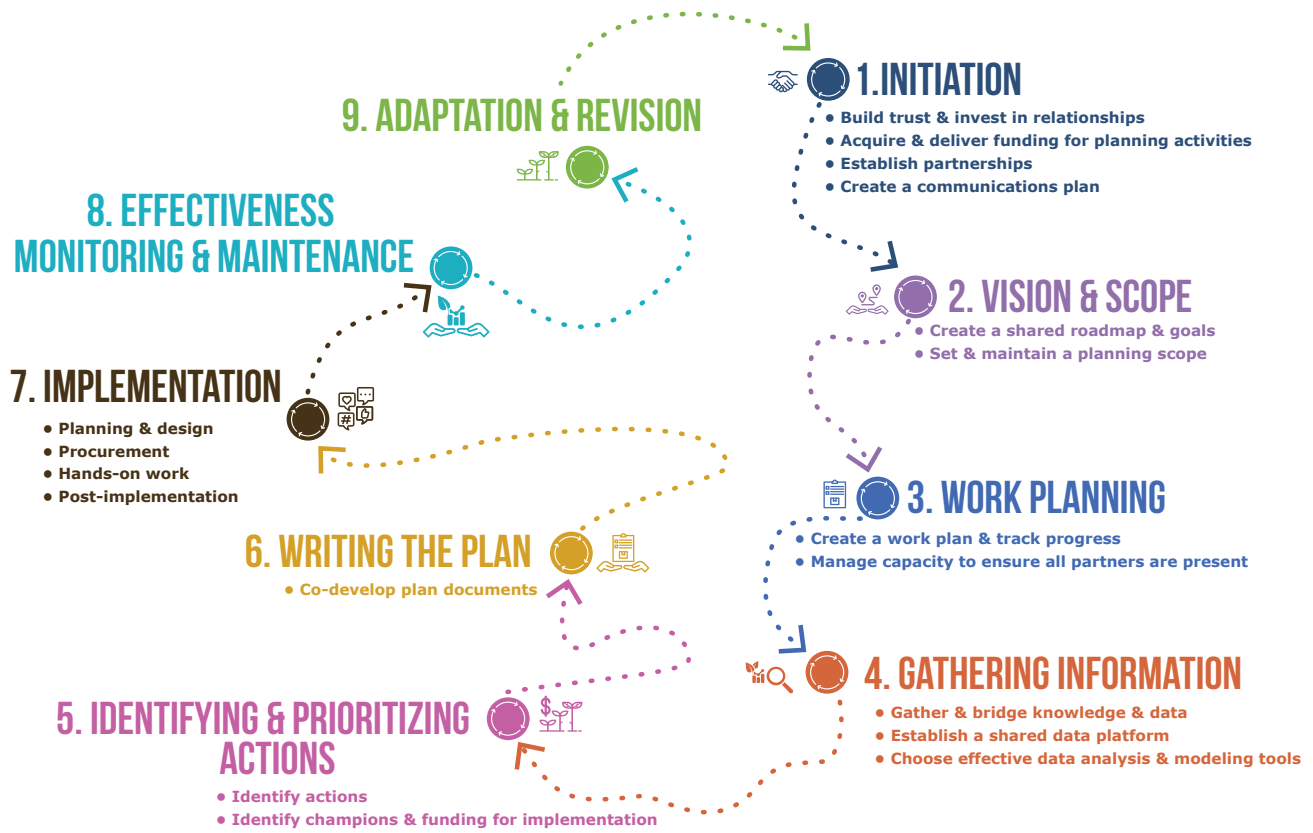 1.INITIATION
• Build trust & invest in relationships
• Acquire & deliver funding for planning activities
• Establish partnerships
• Create a communications plan
2. VISION & SCOPE
• Create a shared roadmap & goals
• Set & maintain a planning scope
3. WORK PLANNING
• Create a work plan & track progress
• Manage capacity to ensure all partners are present
4. GATHERING INFORMATION
• Gather & bridge knowledge & data
• Establish a shared data platform
• Choose effective data analysis & modeling tools
$
5. IDENTIFYING & PRIORITIZING
ACTIONS
• Identify actions
• Identify champions & funding for implementation
6. WRITING THE PLAN
• Co-develop plan documents
7. IMPLEMENTATION
#
• Planning & design
• Procurement
• Hands-on work
• Post-implementation
8. EFFECTIVENESS
MONITORING & MAINTENANCE
9. ADAPTATION & REVISION